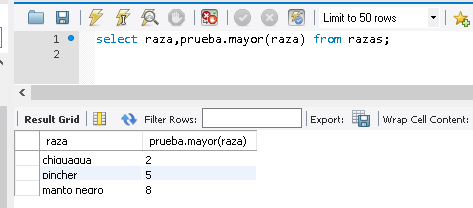 Limit to 50 rows
1 select raza,prueba.mayor(raza) from razas;
2
Result Grid Filter Rows: Export: Wrap Cell Content:
raza prueba.mayor(raza)
chiguagua 2
pincher 5
manto negro 8